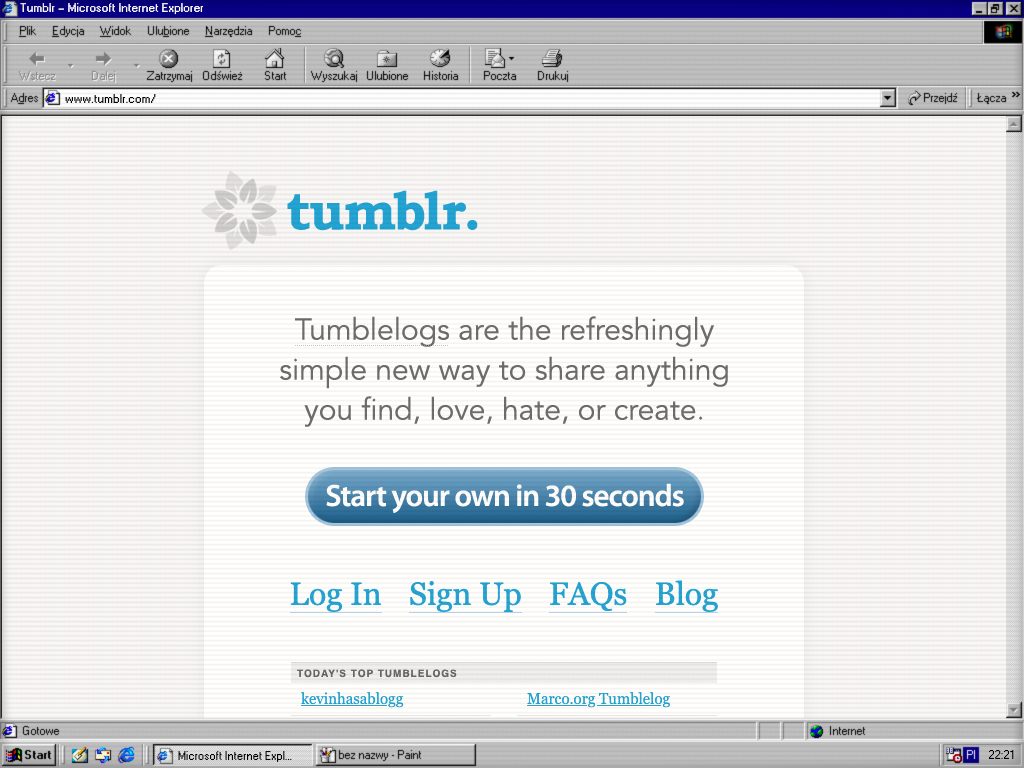 Tumblr – Microsoft Internet Explorer
Plik Edycja Widok Ulubione Narzędzia Pomoc
Wstecz Dalej Zatrzymaj Odśwież Start Wyszukaj Ulubione Historia Poczta Drukuj
Adres www.tumblr.com/ Przejdź Łącza »
tumblr.
Tumblelogs are the refreshingly
simple new way to share anything
you find, love, hate, or create.
Start your own in 30 seconds
Log In Sign Up FAQs Blog
TODAY'S TOP TUMBLELOGS
kevinhasablogg Marco.org Tumblelog
Gotowe Internet
Start Microsoft Internet Expl... bez nazwy - Paint Pl 22:21